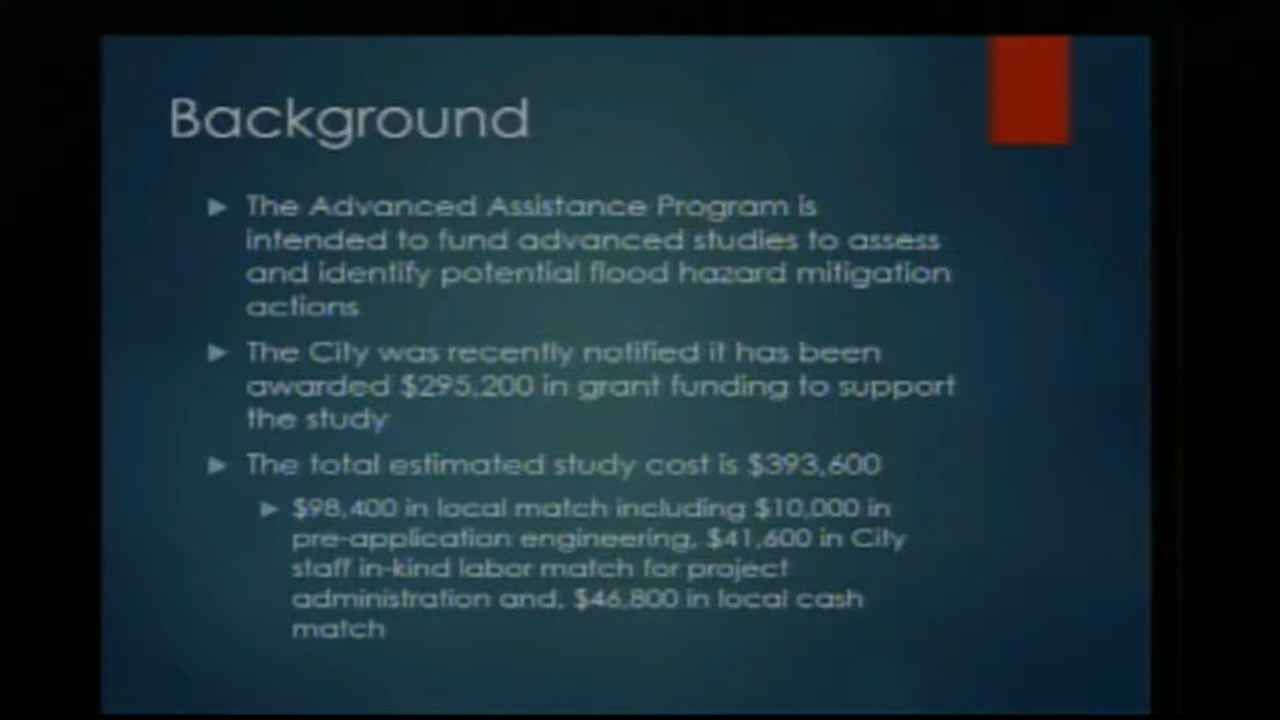 Background
The Advanced Assistance Program is
intended to fund advanced studies to assess
and identify potential flood hazard mitigation
actions
The City was recently notified it has been
awarded $295,200 in grant funding to support
the study
The total estimated study cost is $393,600
$98,400 in local match including $10,000 in
pre-application engineering, $41,600 in City
staff in-kind labor match for project
administration and, $46,800 in local cash
match